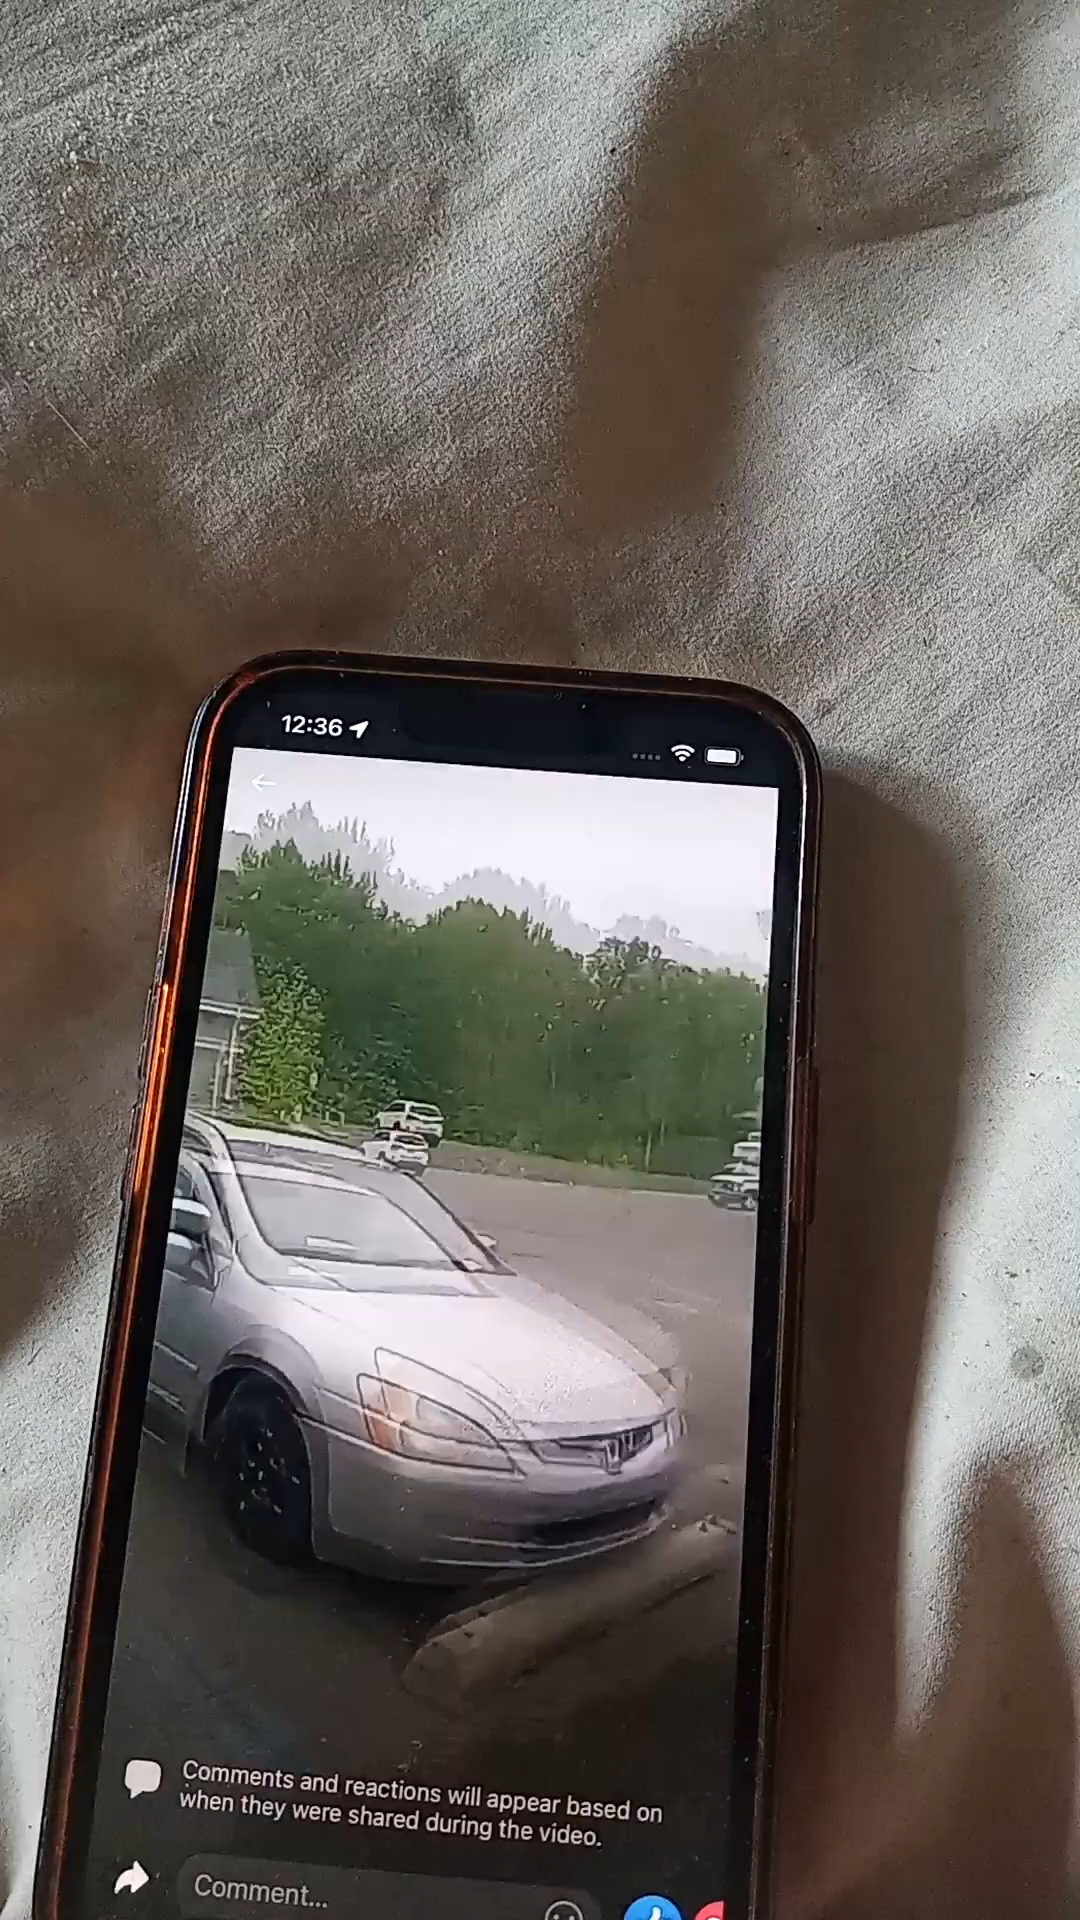 12:36
Comments and reactions will appear based on
when they were shared during the video.
Comment...